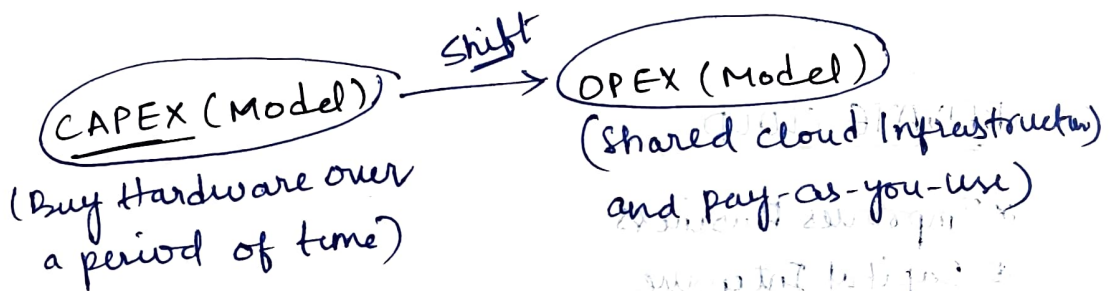 Shift
CAPEX (Model)
OPEX (Model)
(Buy Hardware over
a period of time)
(Shared cloud Infrastructure)
and pay-as-you-use)